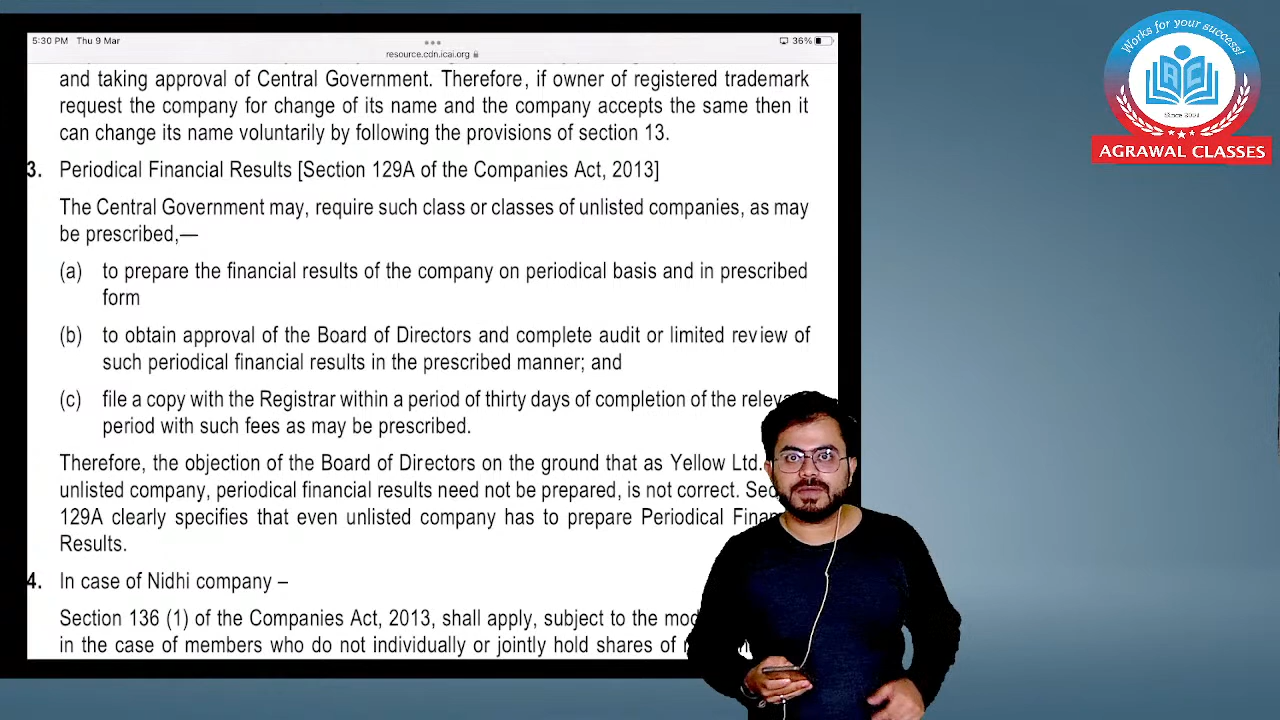 5:30 PM Thu 9 Mar
36%
resource.cdn.icai.org
and taking approval of Central Government. Therefore, if owner of registered trademark
request the company for change of its name and the company accepts the same then it
can change its name voluntarily by following the provisions of section 13.
3. Periodical Financial Results [Section 129A of the Companies Act, 2013]
The Central Government may, require such class or classes of unlisted companies, as may
be prescribed,—
(a) to prepare the financial results of the company on periodical basis and in prescribed
form
(b) to obtain approval of the Board of Directors and complete audit or limited review of
such periodical financial results in the prescribed manner; and
(c) file a copy with the Registrar within a period of thirty days of completion of the
period with such fees as may be prescribed.
Therefore, the objection of the Board of Directors on the ground that as Yellow Ltd.
unlisted company, periodical financial results need not be prepared, is not correct.
129A clearly specifies that even unlisted company has to prepare Periodical
Results.
4. In case of Nidhi company –
Section 136 (1) of the Companies Act, 2013, shall apply, subject to the
in the case of members who do not individually or jointly hold shares of
Works for your success!
AC
Since 2021
AGRAWAL CLASSES